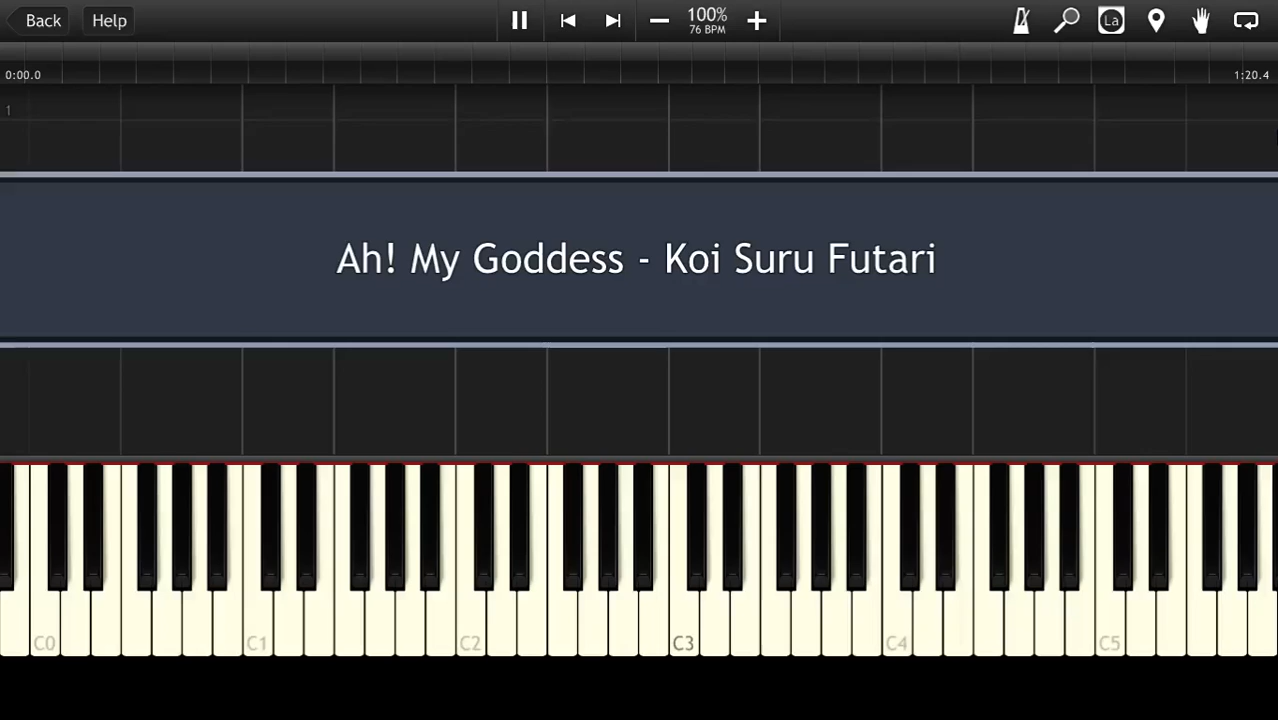 Back Help 100% La
76 BPM
0:00.0 1:20.4
1
Ah! My Goddess - Koi Suru Futari
C0 C1 C2 C3 C4 C5